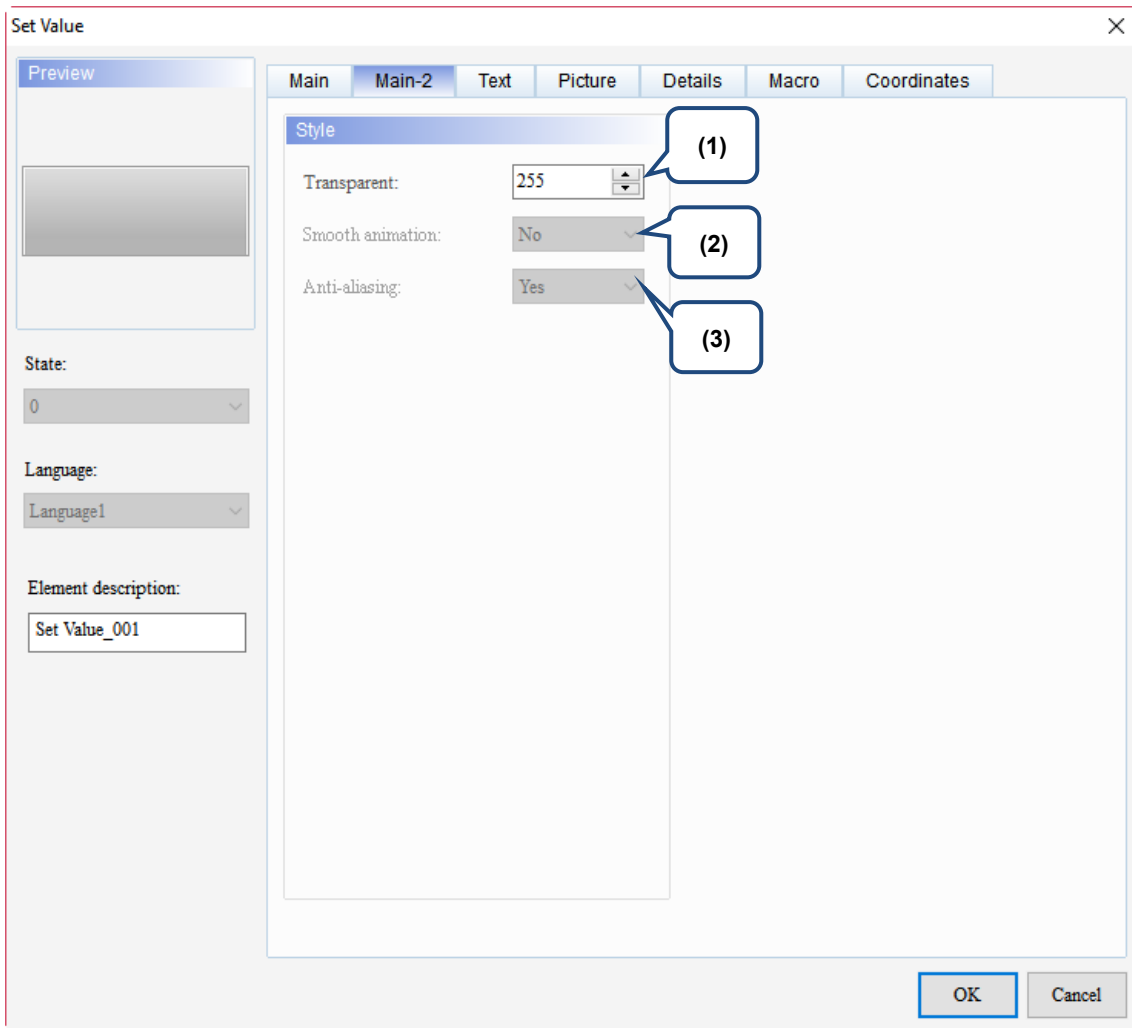 Set Value
Preview
Main Main-2 Text Picture Details Macro Coordinates
Style
(1)
Transparent: 255
Smooth animation: No
(2)
Anti-aliasing: Yes
(3)
State:
0
Language:
Language1
Element description:
Set Value_001
OK Cancel